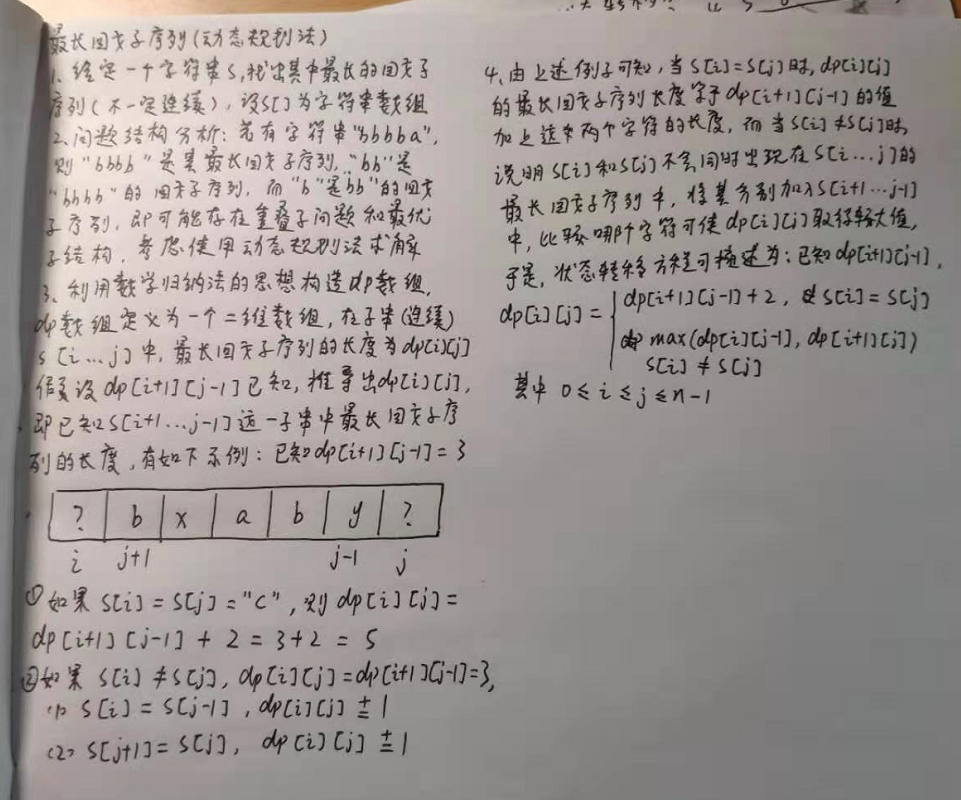 最长回文子序列(动态规划法)
1、给定一个字符串S,找出其中最长的回文子
序列(不一定连续),设S[]为字符串数组
2、问题结构分析:若有字符串"bbbba",
则"bbbb"是其最长回文子序列,"bb"是
"bbbb"的回文子序列,而"b"是"bb"的回文
子序列,即可能存在重叠子问题和最优
子结构,考虑使用动态规划法求解
3、利用数学归纳法的思想构造dp数组,
dp数组定义为一个二维数组,在子串(连续)
s[i...j]中,最长回文子序列的长度为dp[i][j]
假设dp[i+1][j-1]已知,推导出dp[i][j],
即已知S[i+1...j-1]这一子串中最长回文子序
列的长度,有如下示例:已知dp[i+1][j-1]=3
? b x a b y ?
i j+1 j-1 j
①如果S[i]=S[j]="C",则dp[i][j]=
dp[i+1][j-1]+2=3+2=5
②如果S[i]≠S[j],dp[i][j]=dp[i+1][j-1]=3,
(1) S[i]=S[j-1],dp[i][j]+=1
(2) S[j+1]=S[j],dp[i][j]+=1
4、由上述例子可知,当S[i]=S[j]时,dp[i][j]
的最长回文子序列长度等于dp[i+1][j-1]的值
加上这两个字符的长度,而当S[i]≠S[j]时,
说明S[i]和S[j]不会同时出现在S[i...j]的
最长回文子序列中,将其分别加入S[i+1...j-1]
中,比较哪个字符可使dp[i][j]取得较大值,
于是,状态转移方程可描述为:已知dp[i+1][j-1],
dp[i][j]= dp[i+1][j-1]+2, S[i]=S[j]
max(dp[i][j-1],dp[i+1][j])
S[i]≠S[j]
其中 0≤i≤j≤n-1